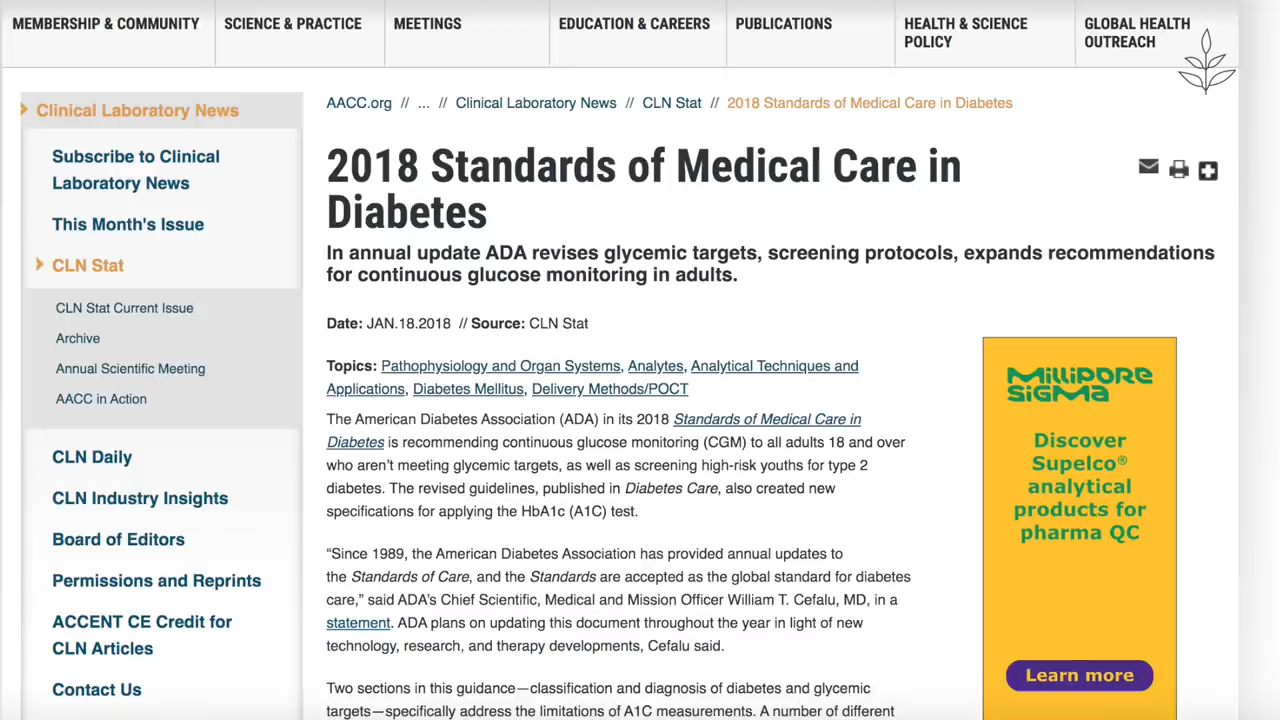 MEMBERSHIP & COMMUNITY
SCIENCE & PRACTICE
MEETINGS
EDUCATION & CAREERS
PUBLICATIONS
HEALTH & SCIENCE
POLICY
GLOBAL HEALTH
OUTREACH
Clinical Laboratory News
Subscribe to Clinical
Laboratory News
This Month's Issue
CLN Stat
CLN Stat Current Issue
Archive
Annual Scientific Meeting
AACC in Action
CLN Daily
CLN Industry Insights
Board of Editors
Permissions and Reprints
ACCENT CE Credit for
CLN Articles
Contact Us
AACC.org // ... // Clinical Laboratory News // CLN Stat // 2018 Standards of Medical Care in Diabetes
2018 Standards of Medical Care in
Diabetes
In annual update ADA revises glycemic targets, screening protocols, expands recommendations
for continuous glucose monitoring in adults.
Date: JAN.18.2018 // Source: CLN Stat
Topics: Pathophysiology and Organ Systems, Analytes, Analytical Techniques and
Applications, Diabetes Mellitus, Delivery Methods/POCT
The American Diabetes Association (ADA) in its 2018 Standards of Medical Care in
Diabetes is recommending continuous glucose monitoring (CGM) to all adults 18 and over
who aren’t meeting glycemic targets, as well as screening high-risk youths for type 2
diabetes. The revised guidelines, published in Diabetes Care, also created new
specifications for applying the HbA1c (A1C) test.
“Since 1989, the American Diabetes Association has provided annual updates to
the Standards of Care, and the Standards are accepted as the global standard for diabetes
care,” said ADA’s Chief Scientific, Medical and Mission Officer William T. Cefalu, MD, in a
statement. ADA plans on updating this document throughout the year in light of new
technology, research, and therapy developments, Cefalu said.
Two sections in this guidance—classification and diagnosis of diabetes and glycemic
targets—specifically address the limitations of A1C measurements. A number of different
Millipore
Sigma
Discover
Supelco®
analytical
products for
pharma QC
Learn more